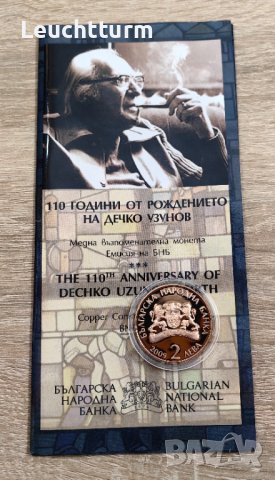 Leuchtturm
110 ГОДИНИ ОТ РОЖДЕНИЕТО
НА ДЕЧКО УЗУНОВ
Медна възпоменателна монета
Емисия на БНБ
***
THE 110TH ANNIVERSARY OF
DECHKO UZUN
Copper Co
БЪЛГАРСКА НАРОДНА БАНКА
2009 2 ЛЕВА
БЪЛГАРСКА
НАРОДНА
БАНКА
BULGARIAN
NATIONAL
BANK
BAZAR